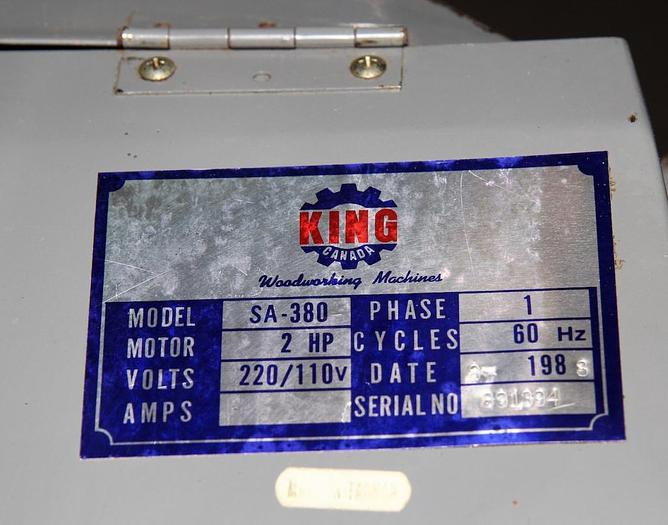 KING
CANADA
Woodworking Machines
MODEL SA-380 PHASE 1
MOTOR 2 HP CYCLES 60 Hz
VOLTS 220/110v DATE 198
AMPS SERIAL NO